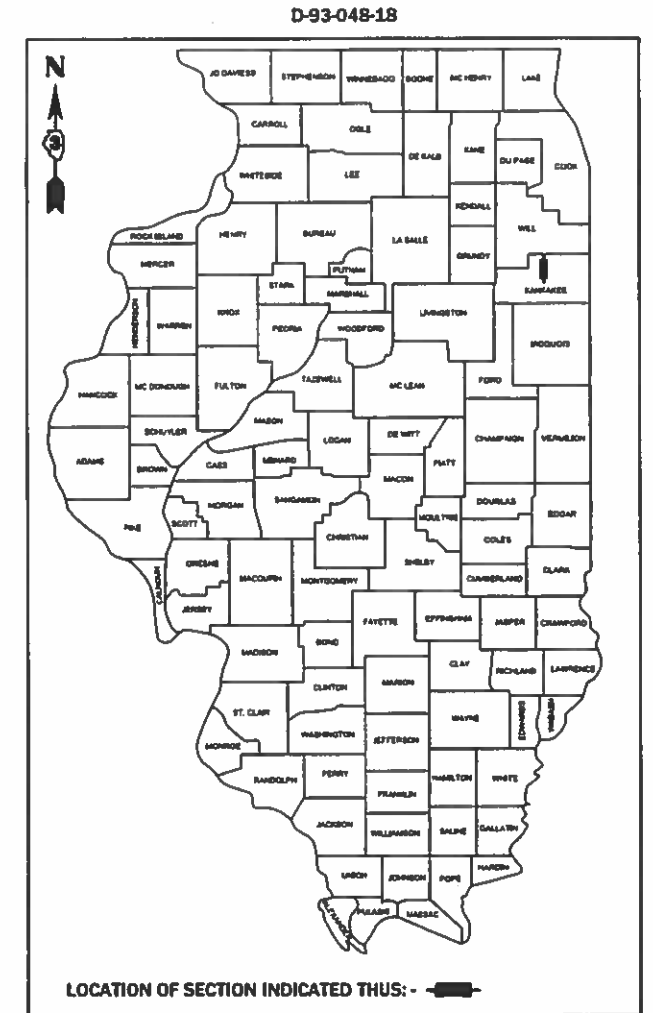 D-93-048-18
N
JO DAVIESS STEPHENSON WINNEBAGO BOONE MC HENRY LAKE
CARROLL OGLE
DE KALB KANE DU PAGE COOK
WHITESIDE LEE
KENDALL
WILL
ROCK ISLAND HENRY BUREAU LA SALLE GRUNDY
MERCER PUTNAM KANKAKEE
STARK MARSHALL
HENDERSON WARREN KNOX PEORIA WOODFORD LIVINGSTON
IROQUOIS
HANCOCK MC DONOUGH FULTON TAZEWELL MC LEAN FORD
MASON
SCHUYLER LOGAN DE WITT CHAMPAIGN VERMILION
ADAMS BROWN CASS MENARD MACON PIATT
MORGAN SANGAMON DOUGLAS EDGAR
PIKE SCOTT CHRISTIAN MOULTRIE COLES
CALHOUN GREENE MACOUPIN MONTGOMERY SHELBY CUMBERLAND CLARK
JERSEY FAYETTE EFFINGHAM JASPER CRAWFORD
MADISON BOND
CLAY RICHLAND LAWRENCE
CLINTON MARION
ST. CLAIR WAYNE EDWARDS WABASH
MONROE WASHINGTON JEFFERSON
RANDOLPH PERRY HAMILTON WHITE
FRANKLIN
JACKSON WILLIAMSON SALINE GALLATIN
UNION JOHNSON POPE HARDIN
ALEXANDER PULASKI MASSAC
LOCATION OF SECTION INDICATED THUS: -